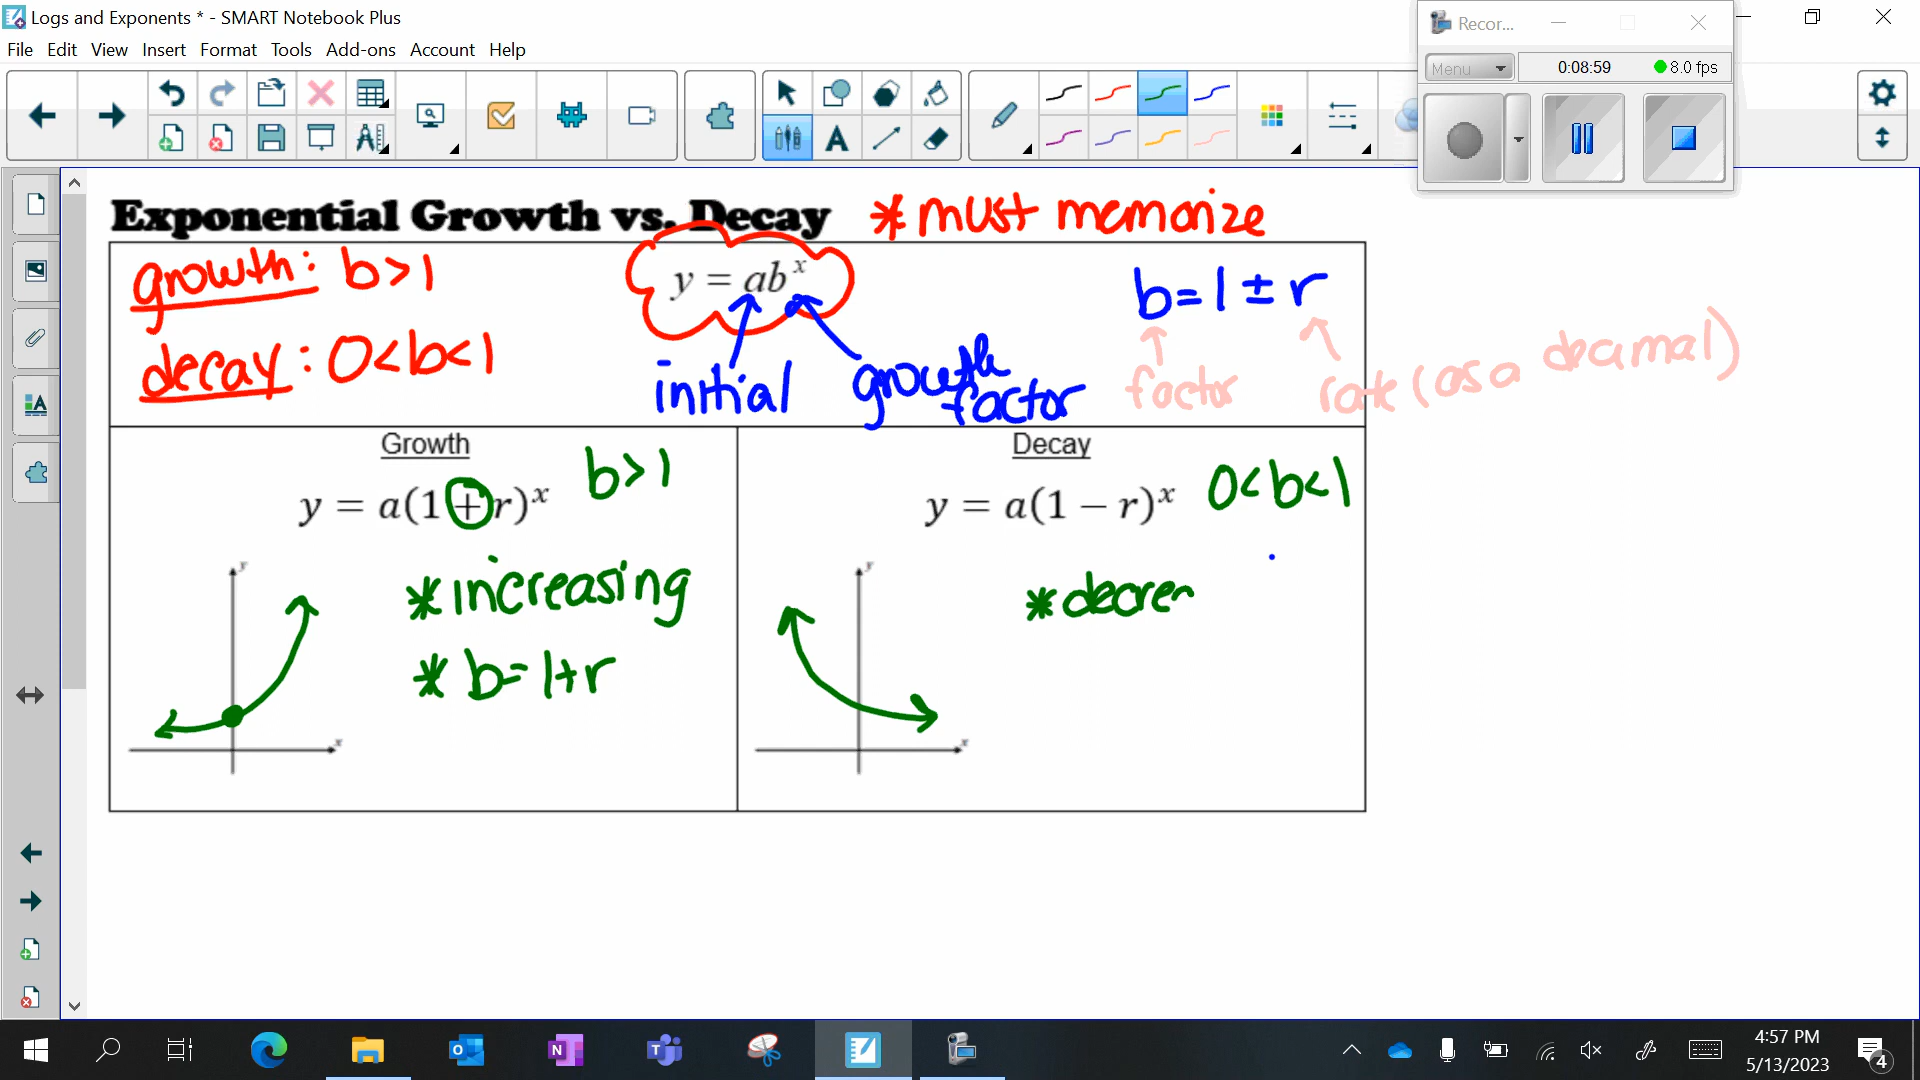 Logs and Exponents * - SMART Notebook Plus
File Edit View Insert Format Tools Add-ons Account Help
Recor...
Menu
0:08:59
8.0 fps
Exponential Growth vs. Decay
* must memorize
growth: b > 1
y = ab^x
b = 1 ± r
decay: 0 < b < 1
initial
growth factor
factor
rate (as a decimal)
Growth
y = a(1 + r)^x
b > 1
y
x
* increasing
* b = 1 + r
Decay
y = a(1 − r)^x
0 < b < 1
y
x
* decrea
4:57 PM
5/13/2023
4